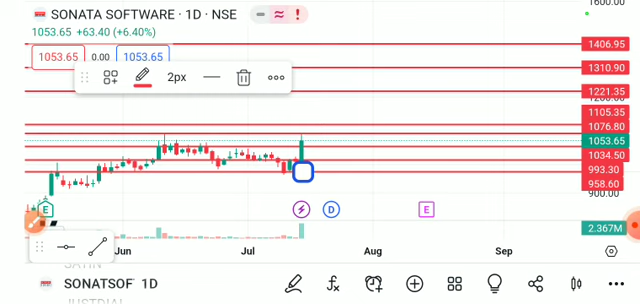 SONATA SOFTWARE · 1D · NSE
1053.65 +63.40 (+6.40%)
1053.65 0.00 1053.65
2px
1600.00
1406.95
1310.90
1221.35
1105.35
1076.80
1053.65
1034.50
993.30
958.60
900.00
E D E
2.367M
Jun Jul Aug Sep
SATIN
SONATSOF 1D
JUSTDIAL